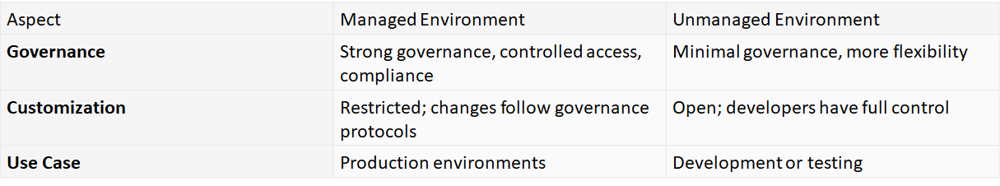 Aspect Managed Environment Unmanaged Environment
Governance Strong governance, controlled access, Minimal governance, more flexibility
compliance
Customization Restricted; changes follow governance Open; developers have full control
protocols
Use Case Production environments Development or testing